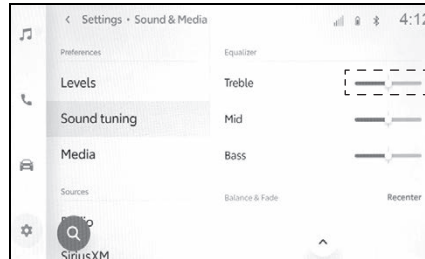 < Settings • Sound & Media
4:12
Preferences
Levels
Sound tuning
Media
Sources
SiriusXM
Equalizer
Treble
Mid
Bass
Balance & Fade
Recenter